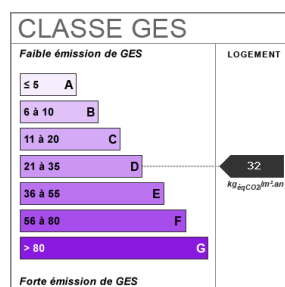 CLASSE GES
Faible émission de GES
LOGEMENT
≤ 5 A
6 à 10 B
11 à 20 C
21 à 35 D
32
kgéqCO2/m².an
36 à 55 E
56 à 80 F
> 80 G
Forte émission de GES